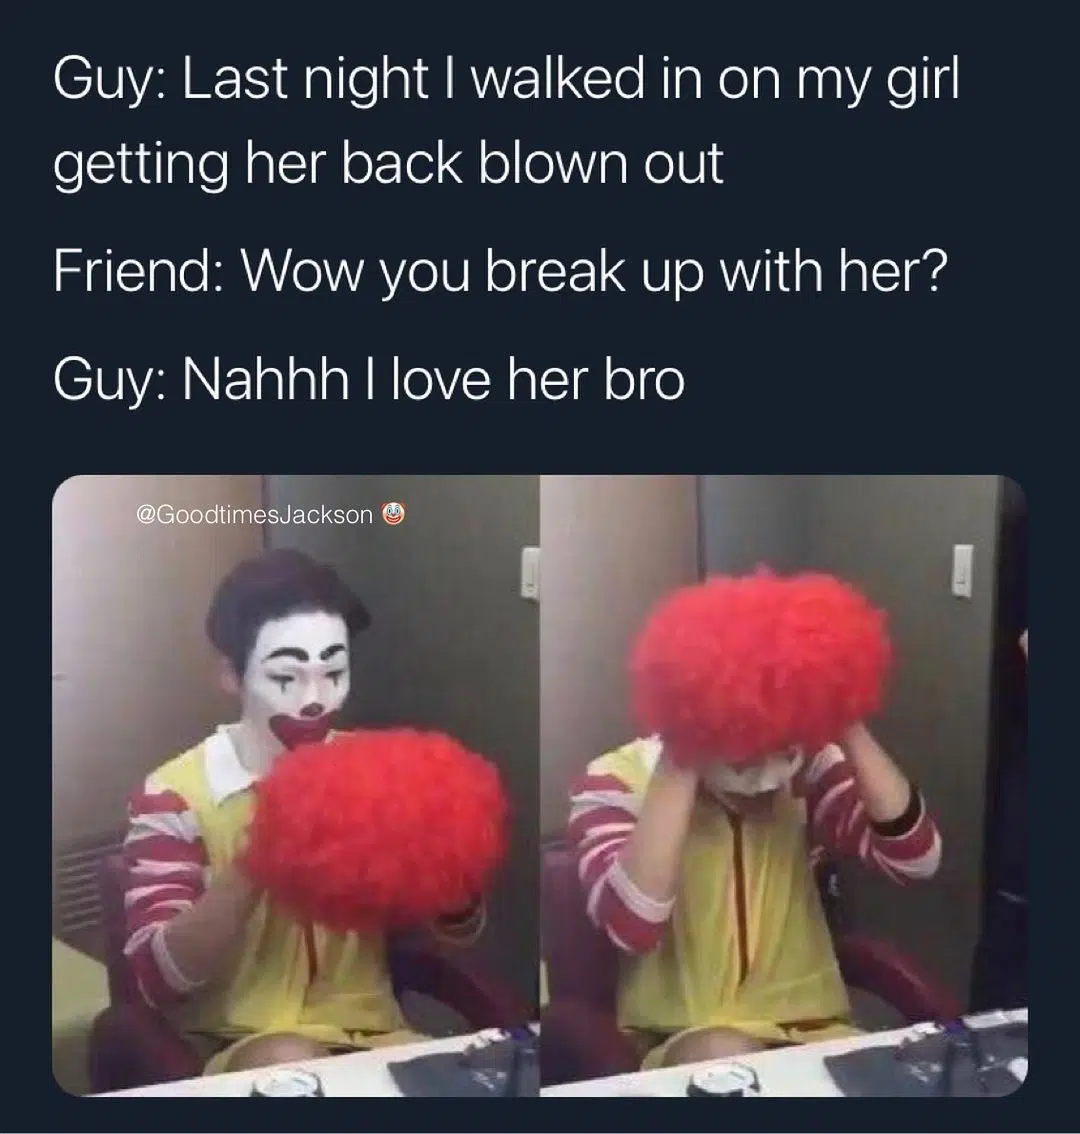 Guy: Last night I walked in on my girl
getting her back blown out
Friend: Wow you break up with her?
Guy: Nahhh I love her bro
@GoodtimesJackson 🤡